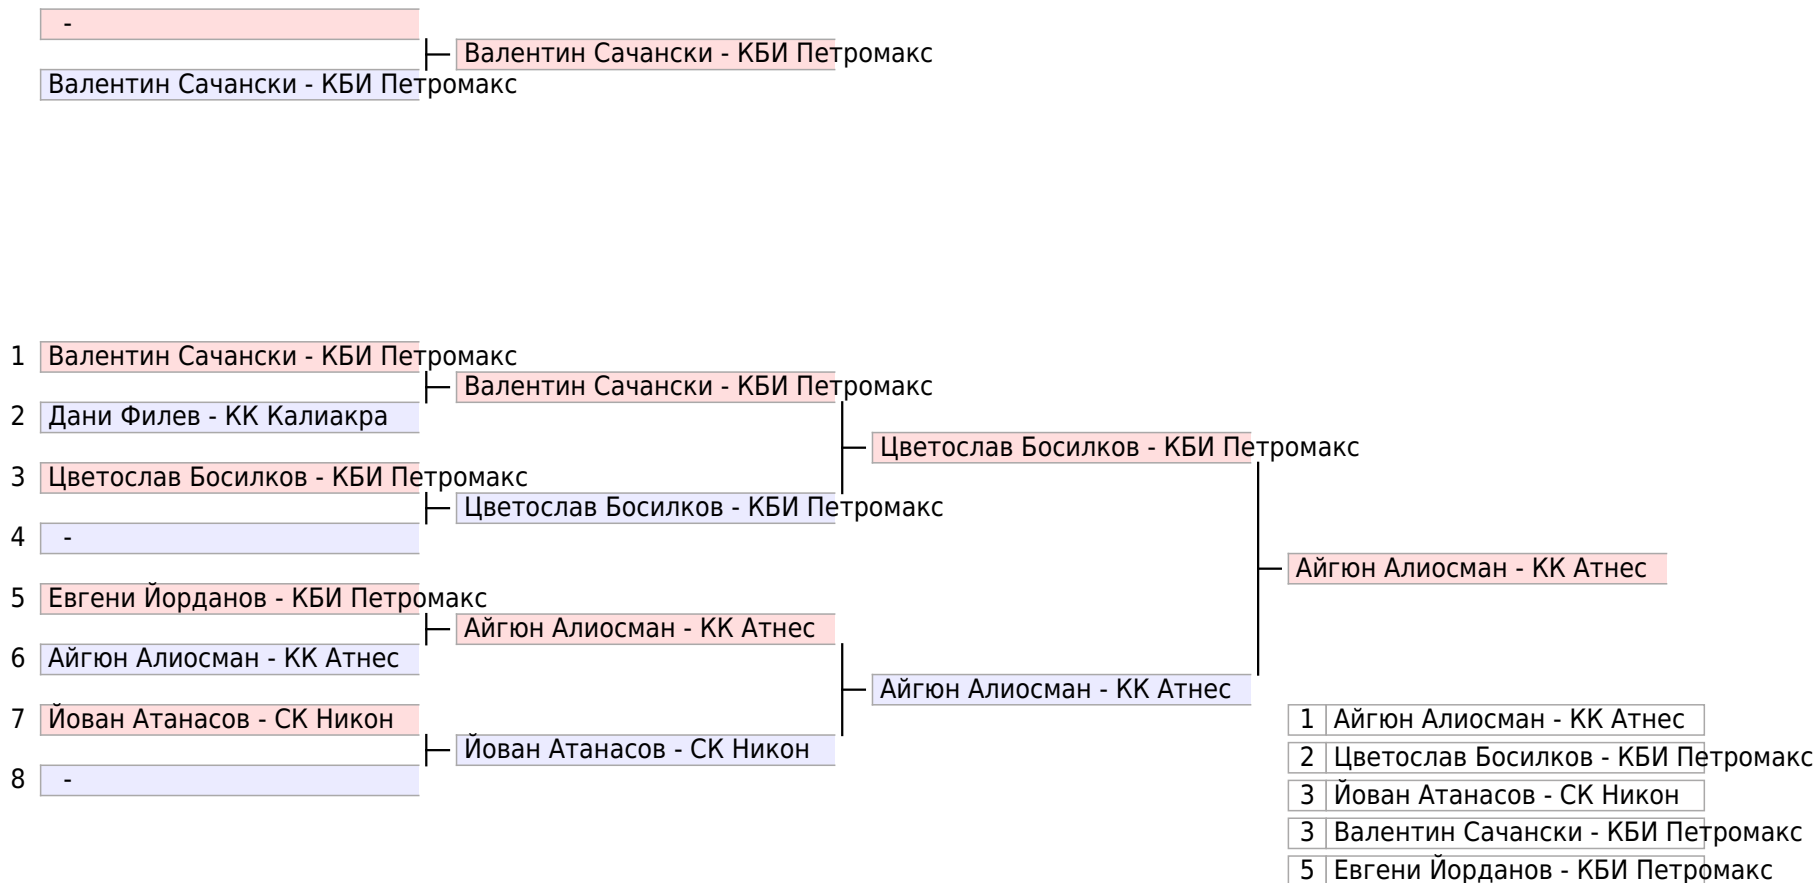 -
Валентин Сачански - КБИ Петромакс
Валентин Сачански - КБИ Петромакс
1 Валентин Сачански - КБИ Петромакс
Валентин Сачански - КБИ Петромакс
2 Дани Филев - КК Калиакра
Цветослав Босилков - КБИ Петромакс
3 Цветослав Босилков - КБИ Петромакс
Цветослав Босилков - КБИ Петромакс
4 -
Айгюн Алиосман - КК Атнес
5 Евгени Йорданов - КБИ Петромакс
Айгюн Алиосман - КК Атнес
6 Айгюн Алиосман - КК Атнес
Айгюн Алиосман - КК Атнес
7 Йован Атанасов - СК Никон
Йован Атанасов - СК Никон
8 -
1 Айгюн Алиосман - КК Атнес
2 Цветослав Босилков - КБИ Петромакс
3 Йован Атанасов - СК Никон
3 Валентин Сачански - КБИ Петромакс
5 Евгени Йорданов - КБИ Петромакс